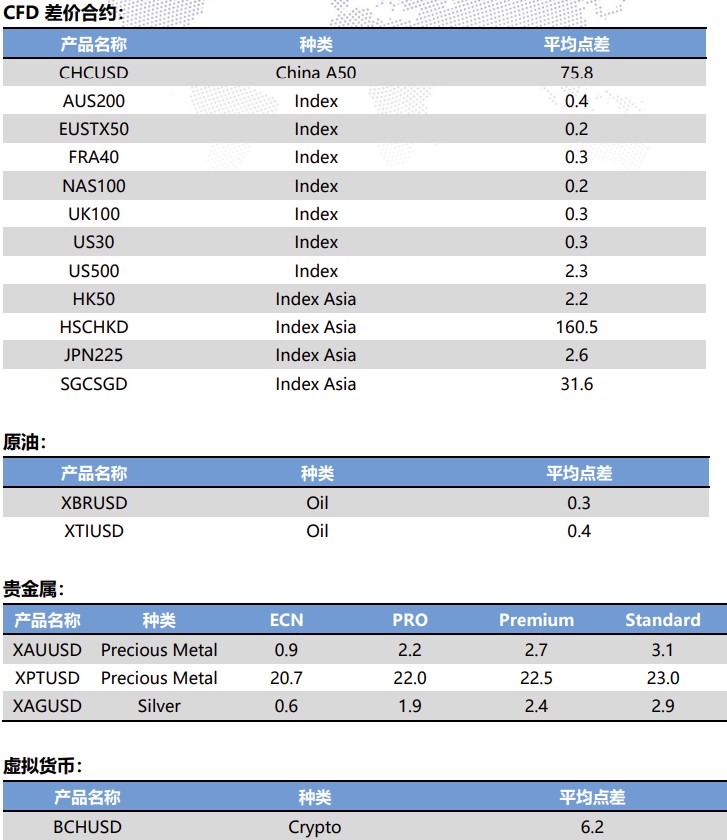 CFD 差价合约：
产品名称 种类 平均点差
CHCUSD China A50 75.8
AUS200 Index 0.4
EUSTX50 Index 0.2
FRA40 Index 0.3
NAS100 Index 0.2
UK100 Index 0.3
US30 Index 0.3
US500 Index 2.3
HK50 Index Asia 2.2
HSCHKD Index Asia 160.5
JPN225 Index Asia 2.6
SGCSGD Index Asia 31.6
原油：
产品名称 种类 平均点差
XBRUSD Oil 0.3
XTIUSD Oil 0.4
贵金属：
产品名称 种类 ECN PRO Premium Standard
XAUUSD Precious Metal 0.9 2.2 2.7 3.1
XPTUSD Precious Metal 20.7 22.0 22.5 23.0
XAGUSD Silver 0.6 1.9 2.4 2.9
虚拟货币：
产品名称 种类 平均点差
BCHUSD Crypto 6.2